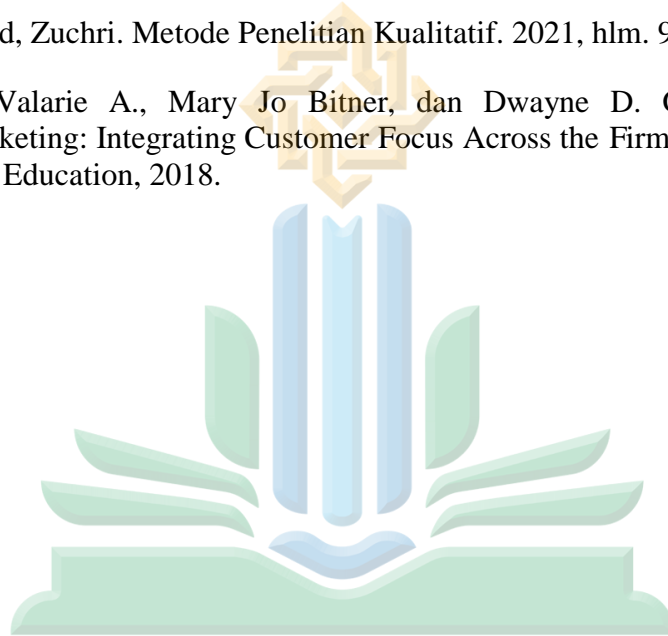 d, Zuchri. Metode Penelitian Kualitatif. 2021, hlm. 9
Valarie A., Mary Jo Bitner, dan Dwayne D.
keting: Integrating Customer Focus Across the Firm
Education, 2018.